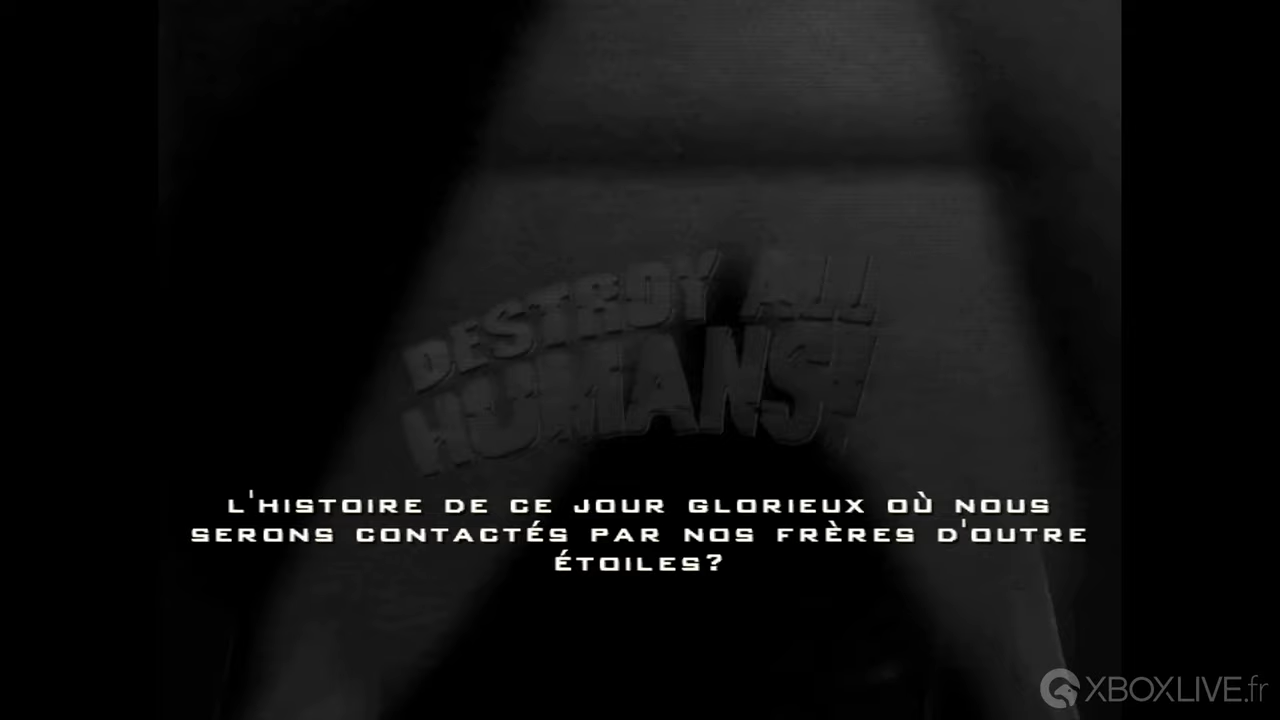 DESTROY ALL
HUMANS!
L'HISTOIRE DE CE JOUR GLORIEUX OÙ NOUS
SERONS CONTACTÉS PAR NOS FRÈRES D'OUTRE
ÉTOILES?
XBOXLIVE.fr